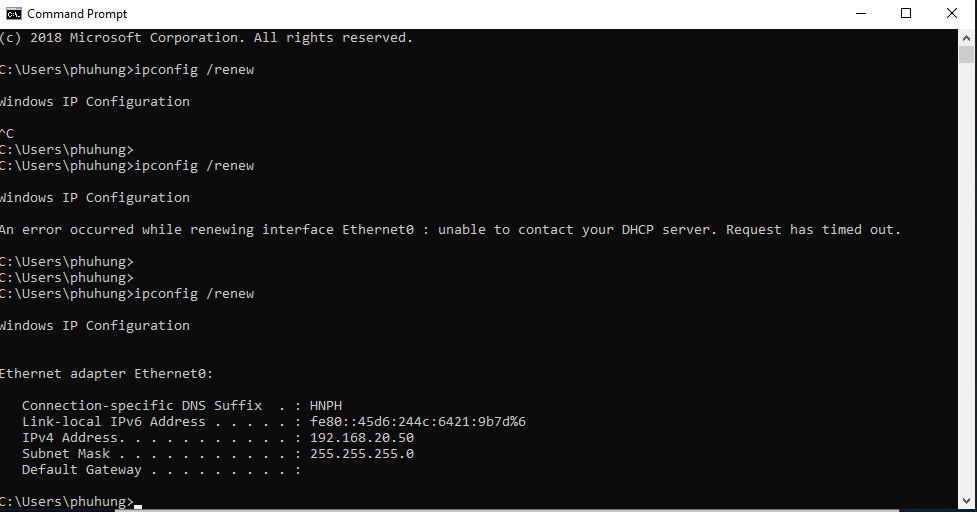 Command Prompt
(c) 2018 Microsoft Corporation. All rights reserved.
C:\Users\phuhung>ipconfig /renew
Windows IP Configuration
^C
C:\Users\phuhung>
C:\Users\phuhung>ipconfig /renew
Windows IP Configuration
An error occurred while renewing interface Ethernet0 : unable to contact your DHCP server. Request has timed out.
C:\Users\phuhung>
C:\Users\phuhung>
C:\Users\phuhung>ipconfig /renew
Windows IP Configuration
Ethernet adapter Ethernet0:
Connection-specific DNS Suffix  . : HNPH
Link-local IPv6 Address . . . . . : fe80::45d6:244c:6421:9b7d%6
IPv4 Address. . . . . . . . . . . : 192.168.20.50
Subnet Mask . . . . . . . . . . . : 255.255.255.0
Default Gateway . . . . . . . . . :
C:\Users\phuhung>